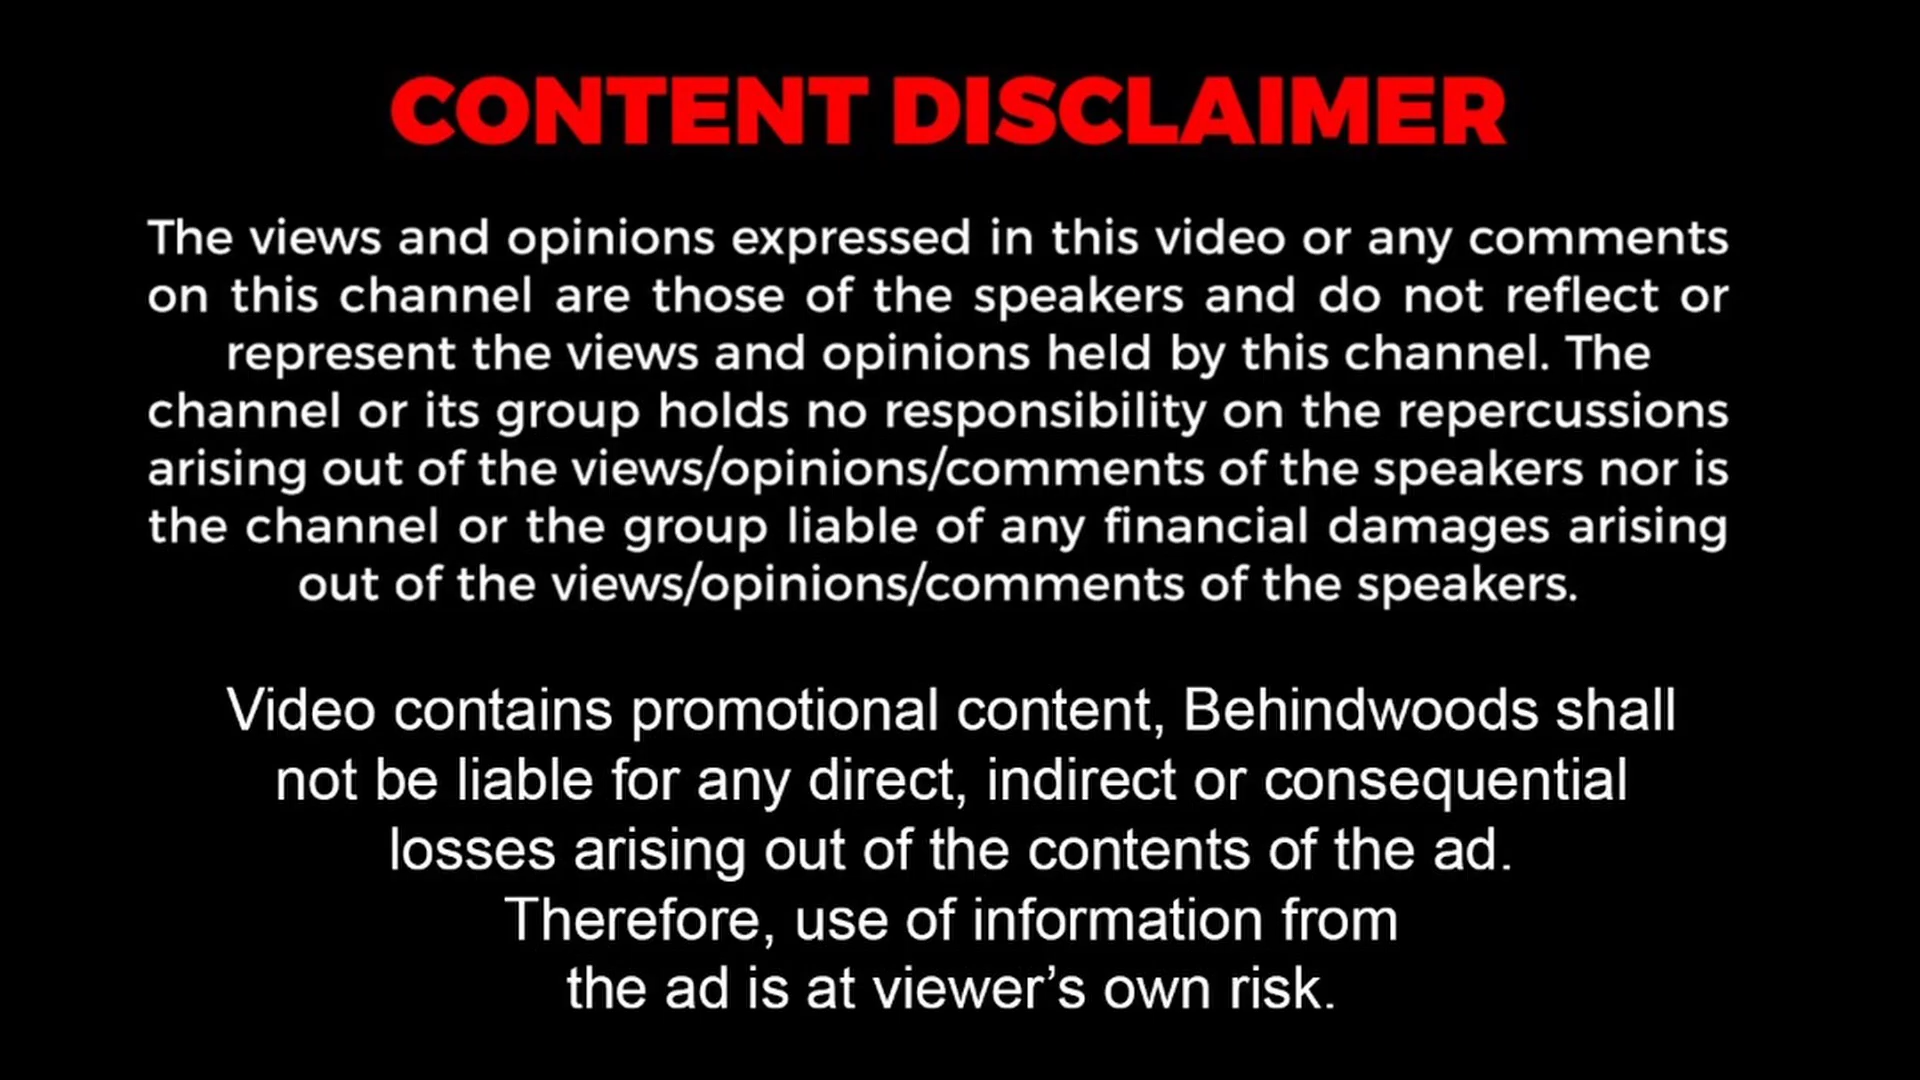 CONTENT DISCLAIMER
The views and opinions expressed in this video or any comments
on this channel are those of the speakers and do not reflect or
represent the views and opinions held by this channel. The
channel or its group holds no responsibility on the repercussions
arising out of the views/opinions/comments of the speakers nor is
the channel or the group liable of any financial damages arising
out of the views/opinions/comments of the speakers.
Video contains promotional content, Behindwoods shall
not be liable for any direct, indirect or consequential
losses arising out of the contents of the ad.
Therefore, use of information from
the ad is at viewer’s own risk.